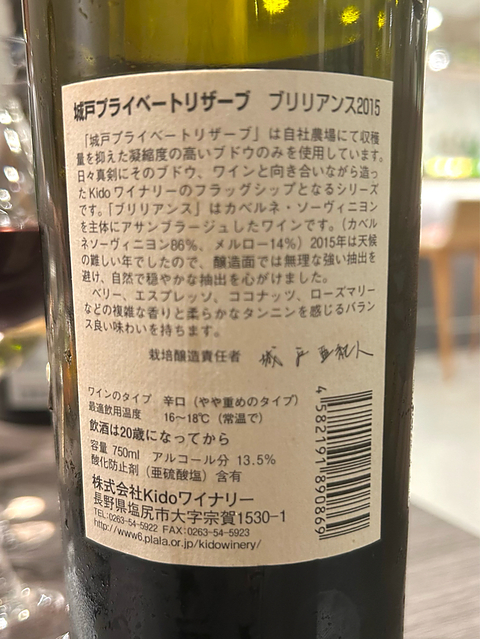 城戸プライベートリザーブ　ブリリアンス2015
「城戸プライベートリザーブ」は自社農場にて収穫
量を抑えた凝縮度の高いブドウのみを使用しています。
日々真剣にそのブドウ、ワインと向き合いながら造っ
たKidoワイナリーのフラッグシップとなるシリーズ
です。「ブリリアンス」はカベルネ・ソーヴィニヨン
を主体にアサンブラージュしたワインです。（カベル
ネソーヴィニヨン86%、メルロー14%）2015年は天候
の難しい年でしたので、醸造面では無理な強い抽出を
避け、自然で穏やかな抽出を心がけました。
ベリー、エスプレッソ、ココナッツ、ローズマリー
などの複雑な香りと柔らかなタンニンを感じるバラン
ス良い味わいを持ちます。
栽培醸造責任者　城戸亜紀人
ワインのタイプ　辛口（やや重めのタイプ）
最適飲用温度　16〜18℃（常温で）
飲酒は20歳になってから
容量 750ml　アルコール分 13.5%
酸化防止剤（亜硫酸塩）含有
株式会社Kidoワイナリー
長野県塩尻市大字宗賀1530-1
TEL:0263-54-5922 FAX:0263-54-5923
http://www6.plala.or.jp/kidowinery/
4582191890869